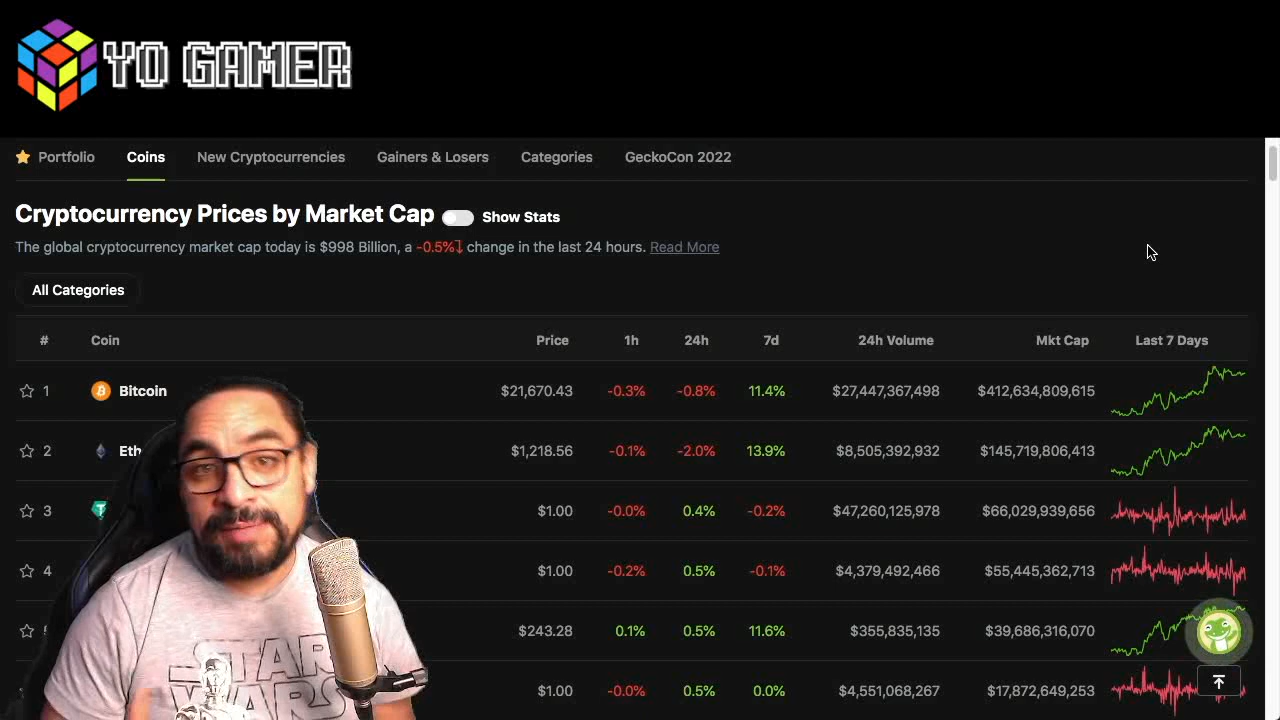 YO GAMER
Portfolio Coins New Cryptocurrencies Gainers & Losers Categories GeckoCon 2022
Cryptocurrency Prices by Market Cap Show Stats
The global cryptocurrency market cap today is $998 Billion, a -0.5% change in the last 24 hours. Read More
All Categories
# Coin Price 1h 24h 7d 24h Volume Mkt Cap Last 7 Days
1 Bitcoin $21,670.43 -0.3% -0.8% 11.4% $27,447,367,498 $412,634,809,615
2 Eth $1,218.56 -0.1% -2.0% 13.9% $8,505,392,932 $145,719,806,413
3 $1.00 -0.0% 0.4% -0.2% $47,260,125,978 $66,029,939,656
4 $1.00 -0.2% 0.5% -0.1% $4,379,492,466 $55,445,362,713
$243.28 0.1% 0.5% 11.6% $355,835,135 $39,686,316,070
$1.00 -0.0% 0.5% 0.0% $4,551,068,267 $17,872,649,253
STAR
WARS